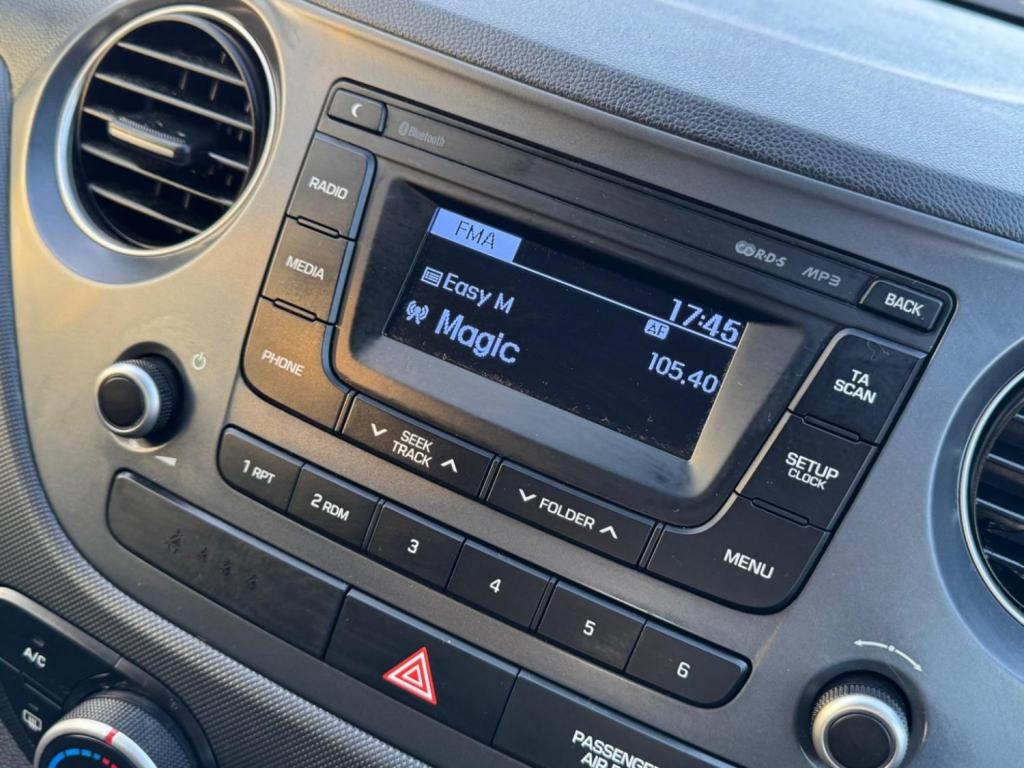 Bluetooth
RDS MP3
RADIO
MEDIA
PHONE
FMA
17:45
Easy M
AF
Magic
105.40
BACK
TA
SCAN
SETUP
CLOCK
MENU
SEEK
TRACK
FOLDER
1 RPT
2 RDM
3
4
5
6
A/C
PASSENGER
AIR